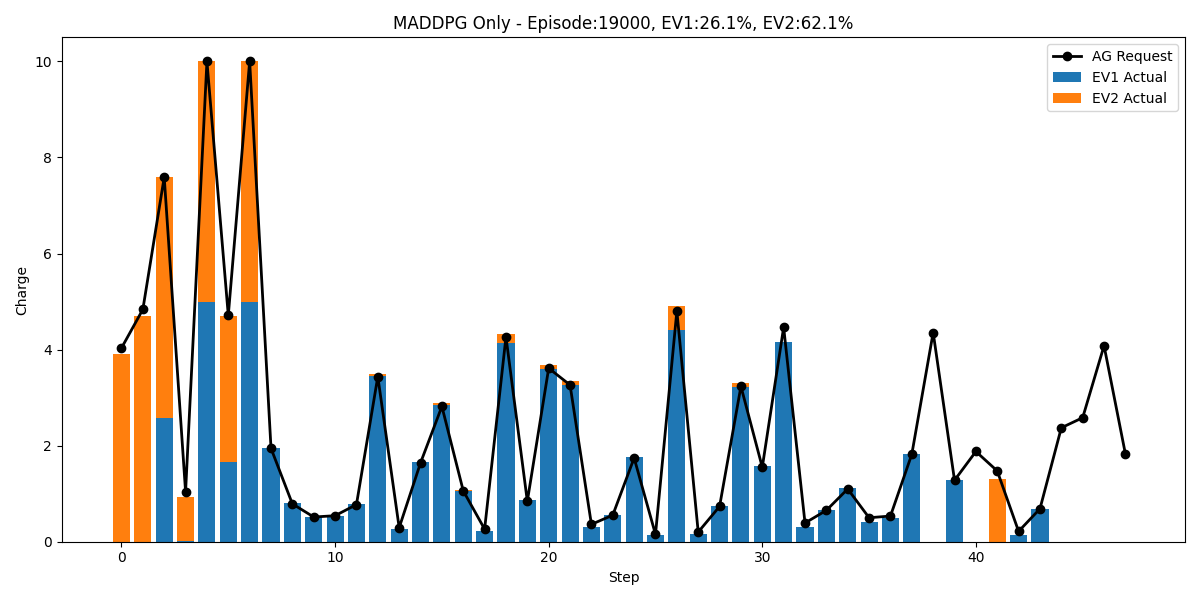 MADDPG Only - Episode:19000, EV1:26.1%, EV2:62.1%
AG Request
EV1 Actual
EV2 Actual
Charge
10
8
6
4
2
0
0 10 20 30 40
Step